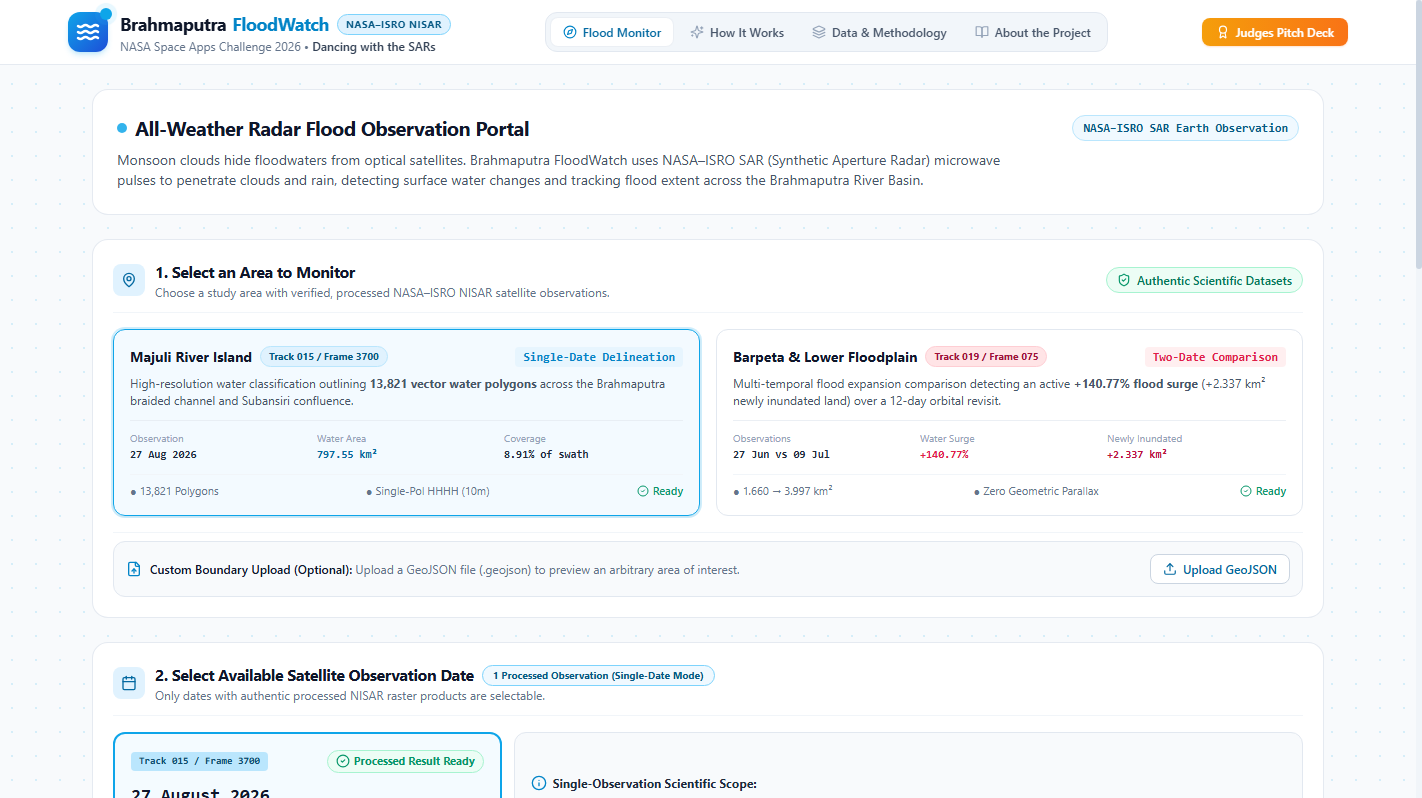 Brahmaputra FloodWatch NASA–ISRO NISAR
NASA Space Apps Challenge 2026 • Dancing with the SARs
Flood Monitor
How It Works
Data & Methodology
About the Project
Judges Pitch Deck
All-Weather Radar Flood Observation Portal
NASA–ISRO SAR Earth Observation
Monsoon clouds hide floodwaters from optical satellites. Brahmaputra FloodWatch uses NASA–ISRO SAR (Synthetic Aperture Radar) microwave
pulses to penetrate clouds and rain, detecting surface water changes and tracking flood extent across the Brahmaputra River Basin.
1. Select an Area to Monitor
Choose a study area with verified, processed NASA–ISRO NISAR satellite observations.
Authentic Scientific Datasets
Majuli River Island Track 015 / Frame 3700 Single-Date Delineation
High-resolution water classification outlining 13,821 vector water polygons across the Brahmaputra
braided channel and Subansiri confluence.
Observation Water Area Coverage
27 Aug 2026 797.55 km² 8.91% of swath
● 13,821 Polygons ● Single-Pol HHHH (10m) Ready
Barpeta & Lower Floodplain Track 019 / Frame 075 Two-Date Comparison
Multi-temporal flood expansion comparison detecting an active +140.77% flood surge (+2.337 km²
newly inundated land) over a 12-day orbital revisit.
Observations Water Surge Newly Inundated
27 Jun vs 09 Jul +140.77% +2.337 km²
● 1.660 → 3.997 km² ● Zero Geometric Parallax Ready
Custom Boundary Upload (Optional): Upload a GeoJSON file (.geojson) to preview an arbitrary area of interest.
Upload GeoJSON
2. Select Available Satellite Observation Date 1 Processed Observation (Single-Date Mode)
Only dates with authentic processed NISAR raster products are selectable.
Track 015 / Frame 3700 Processed Result Ready
27 August 2026
Single-Observation Scientific Scope: